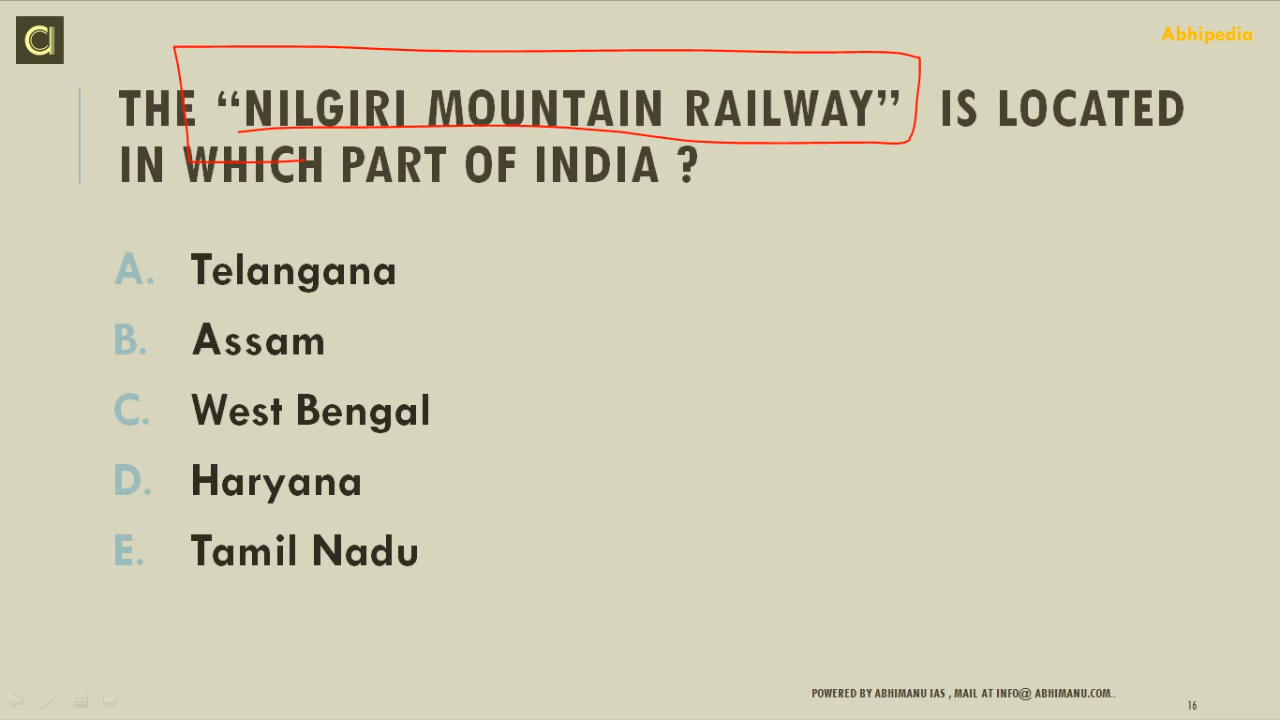 Abhipedia
THE “NILGIRI MOUNTAIN RAILWAY” IS LOCATED
IN WHICH PART OF INDIA ?
A. Telangana
B. Assam
C. West Bengal
D. Haryana
E. Tamil Nadu
POWERED BY ABHIMANU IAS , MAIL AT INFO@ ABHIMANU.COM..
16